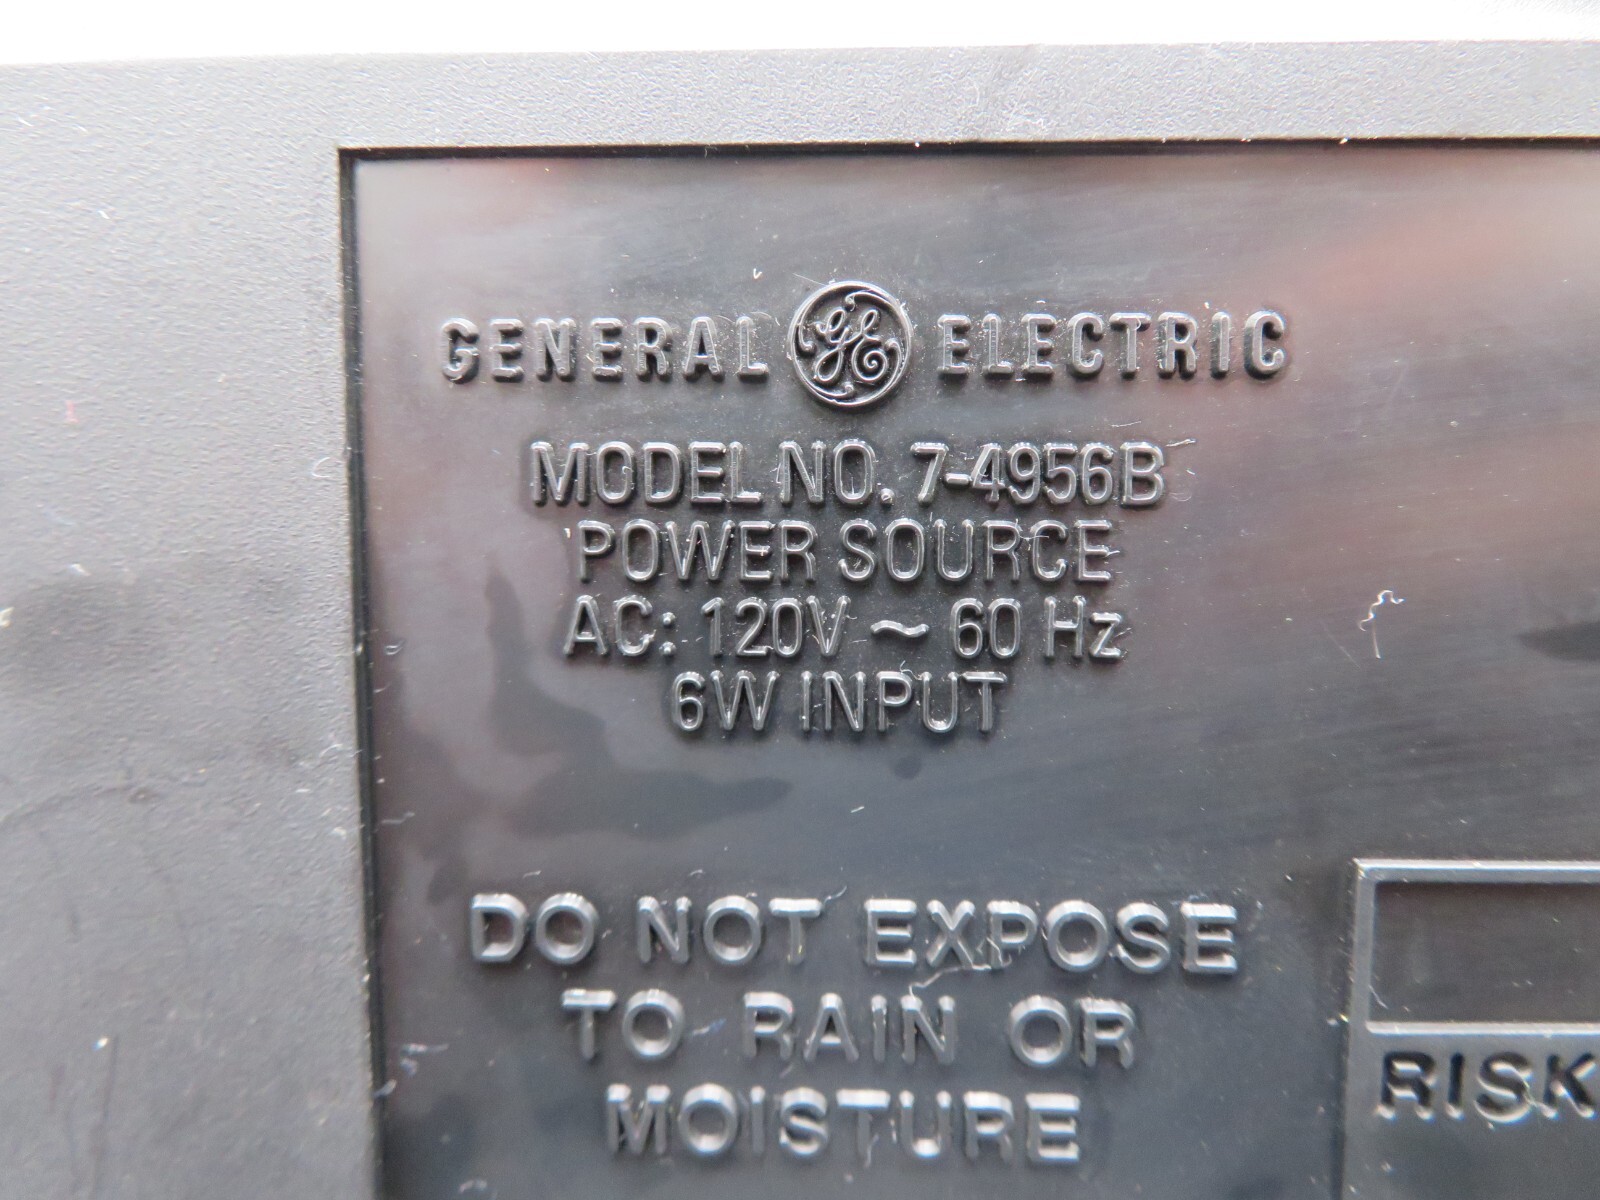 GENERAL GE ELECTRIC
MODEL NO. 7-4956B
POWER SOURCE
AC: 120V ~ 60 Hz
6W INPUT
DO NOT EXPOSE
TO RAIN OR
MOISTURE
RISK